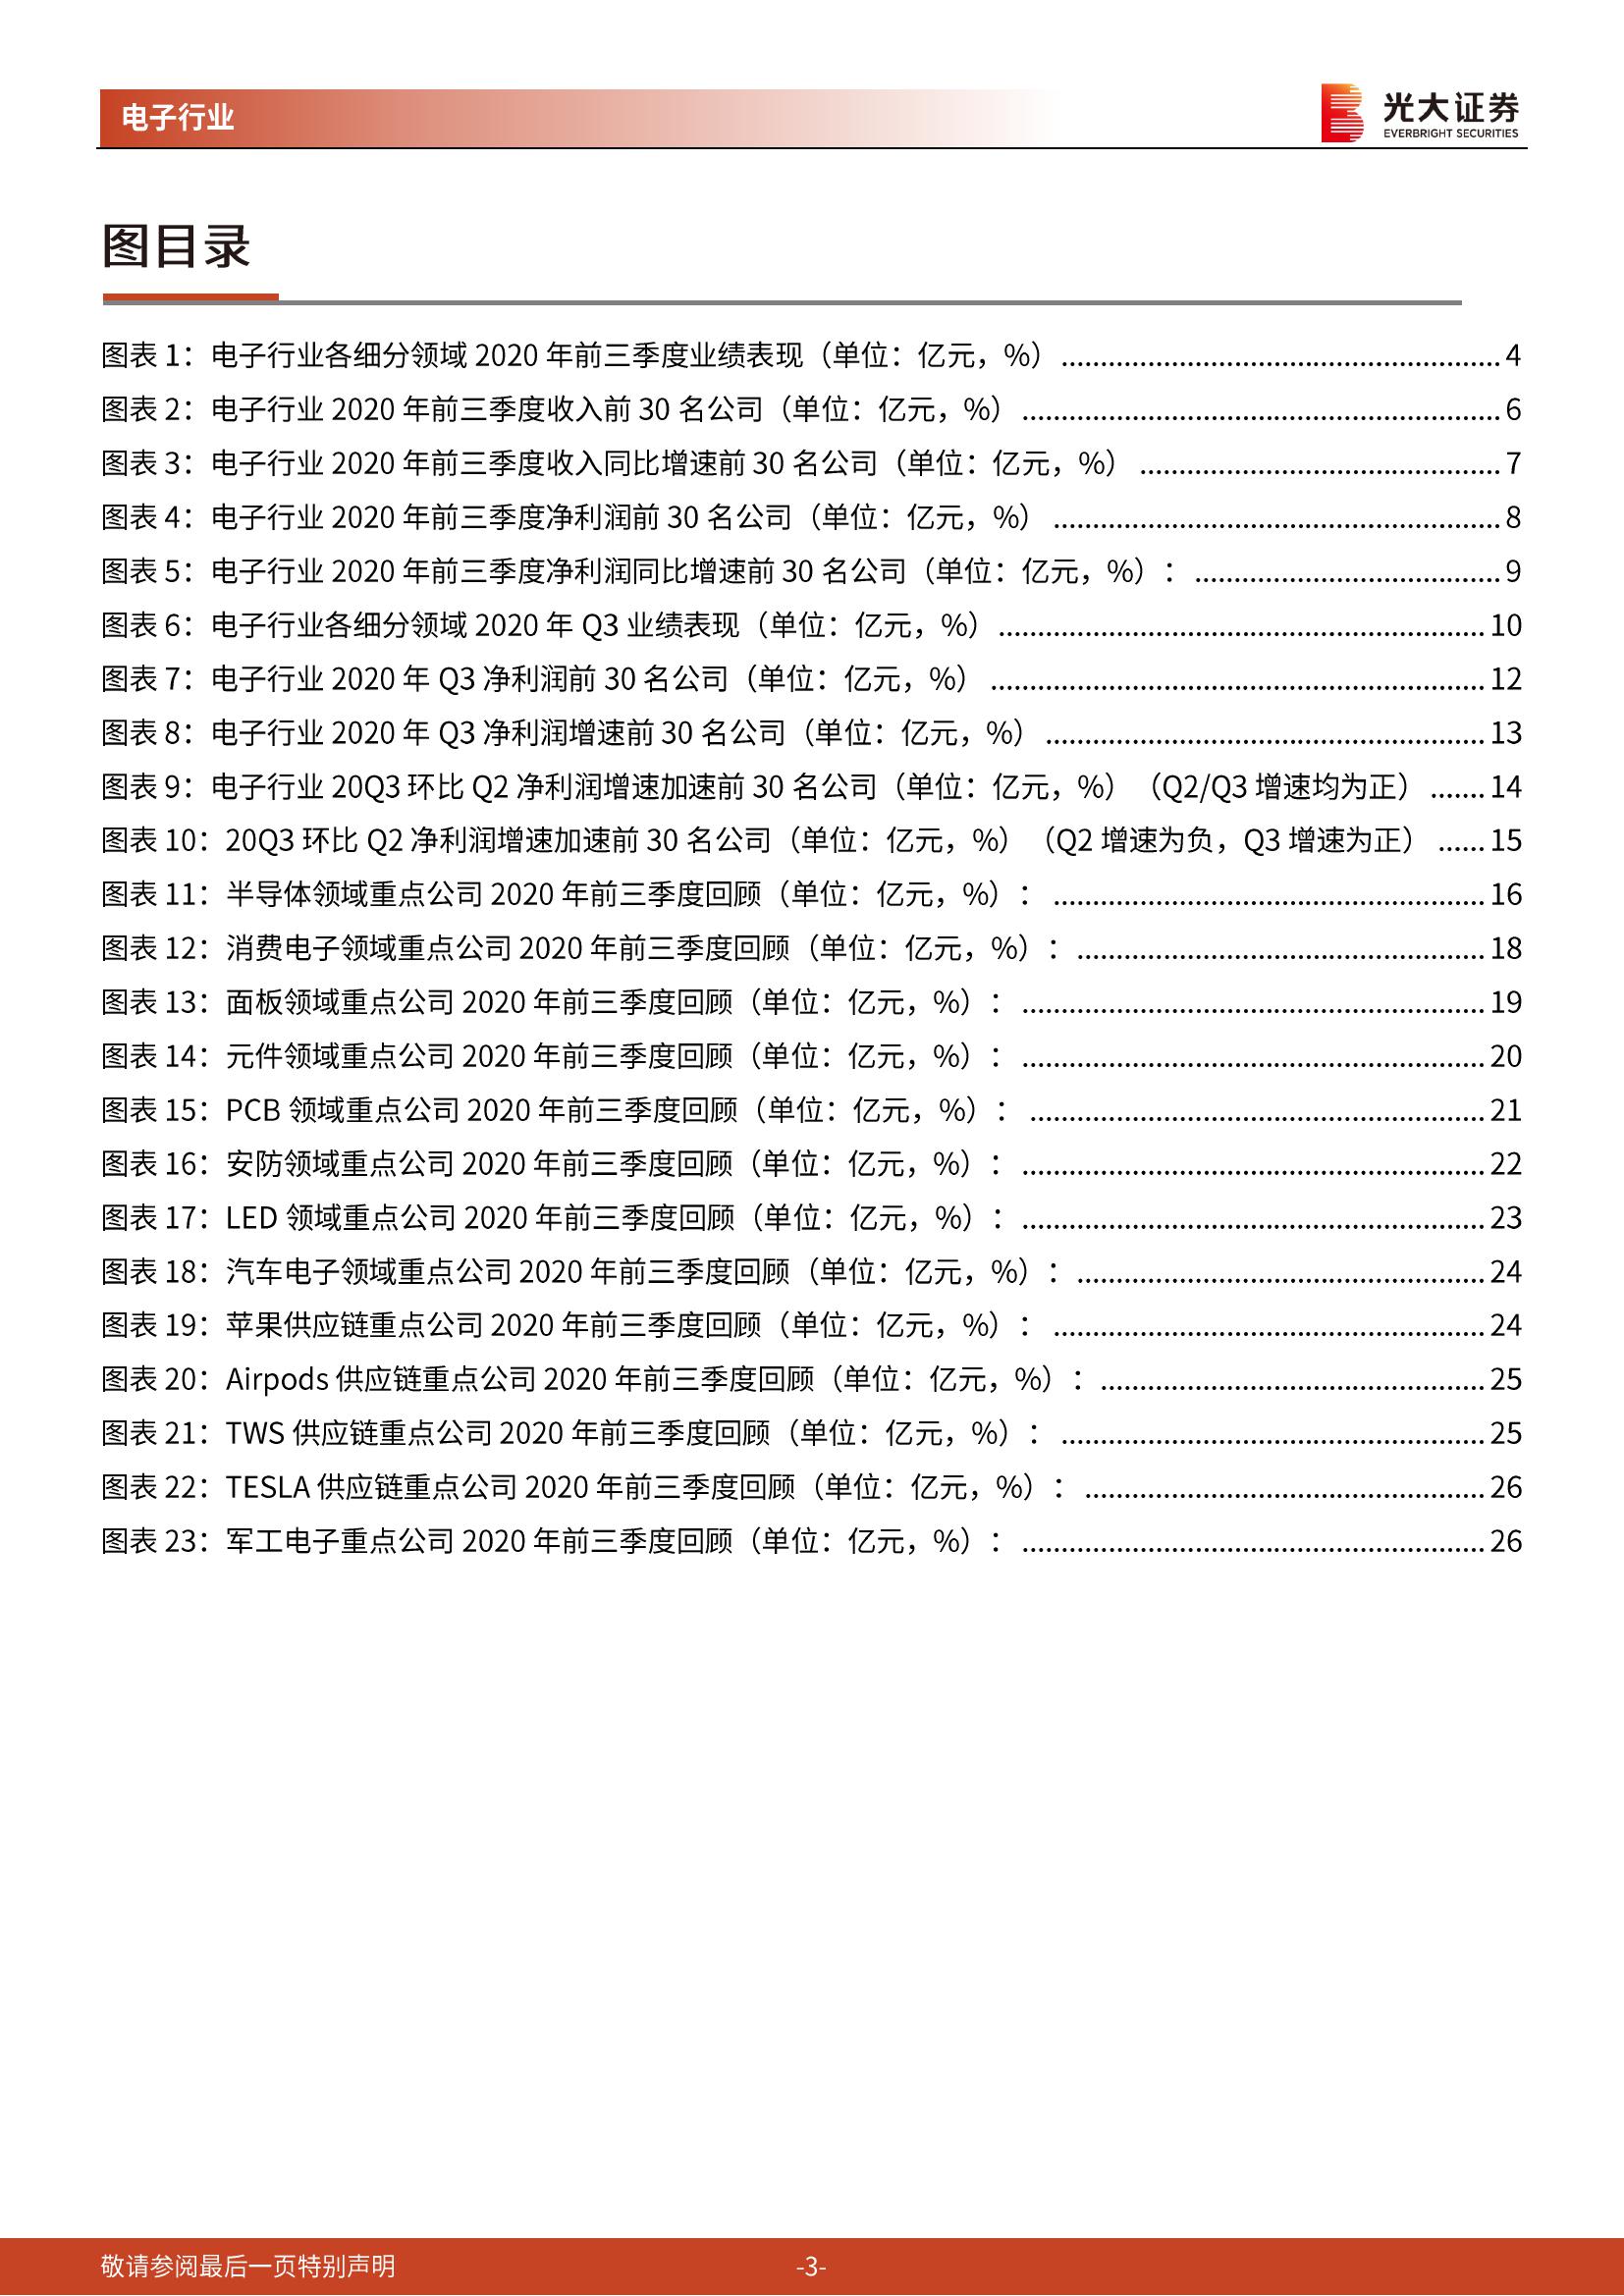 电子行业
光大证券
EVERBRIGHT SECURITIES
图目录
图表 1：电子行业各细分领域 2020 年前三季度业绩表现（单位：亿元，%）........................................................4
图表 2：电子行业 2020 年前三季度收入前 30 名公司（单位：亿元，%）............................................................6
图表 3：电子行业 2020 年前三季度收入同比增速前 30 名公司（单位：亿元，%）..............................................7
图表 4：电子行业 2020 年前三季度净利润前 30 名公司（单位：亿元，%）.........................................................8
图表 5：电子行业 2020 年前三季度净利润同比增速前 30 名公司（单位：亿元，%）：.......................................9
图表 6：电子行业各细分领域 2020 年 Q3 业绩表现（单位：亿元，%）..............................................................10
图表 7：电子行业 2020 年 Q3 净利润前 30 名公司（单位：亿元，%）...............................................................12
图表 8：电子行业 2020 年 Q3 净利润增速前 30 名公司（单位：亿元，%）........................................................13
图表 9：电子行业 20Q3 环比 Q2 净利润增速加速前 30 名公司（单位：亿元，%）（Q2/Q3 增速均为正）.......14
图表 10：20Q3 环比 Q2 净利润增速加速前 30 名公司（单位：亿元，%）（Q2 增速为负，Q3 增速为正）......15
图表 11：半导体领域重点公司 2020 年前三季度回顾（单位：亿元，%）：.......................................................16
图表 12：消费电子领域重点公司 2020 年前三季度回顾（单位：亿元，%）：....................................................18
图表 13：面板领域重点公司 2020 年前三季度回顾（单位：亿元，%）：...........................................................19
图表 14：元件领域重点公司 2020 年前三季度回顾（单位：亿元，%）：...........................................................20
图表 15：PCB 领域重点公司 2020 年前三季度回顾（单位：亿元，%）：..........................................................21
图表 16：安防领域重点公司 2020 年前三季度回顾（单位：亿元，%）：...........................................................22
图表 17：LED 领域重点公司 2020 年前三季度回顾（单位：亿元，%）：...........................................................23
图表 18：汽车电子领域重点公司 2020 年前三季度回顾（单位：亿元，%）：....................................................24
图表 19：苹果供应链重点公司 2020 年前三季度回顾（单位：亿元，%）：.......................................................24
图表 20：Airpods 供应链重点公司 2020 年前三季度回顾（单位：亿元，%）：.................................................25
图表 21：TWS 供应链重点公司 2020 年前三季度回顾（单位：亿元，%）：......................................................25
图表 22：TESLA 供应链重点公司 2020 年前三季度回顾（单位：亿元，%）：...................................................26
图表 23：军工电子重点公司 2020 年前三季度回顾（单位：亿元，%）：...........................................................26
敬请参阅最后一页特别声明
-3-